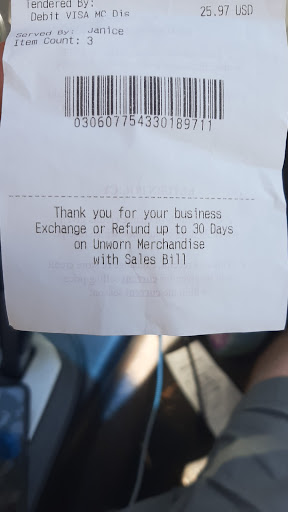 Tendered By:
Debit VISA MC Dis 25.97 USD
Served By: Janice
Item Count: 3
030607754330189711
Thank you for your business
Exchange or Refund up to 30 Days
on Unworn Merchandise
with Sales Bill